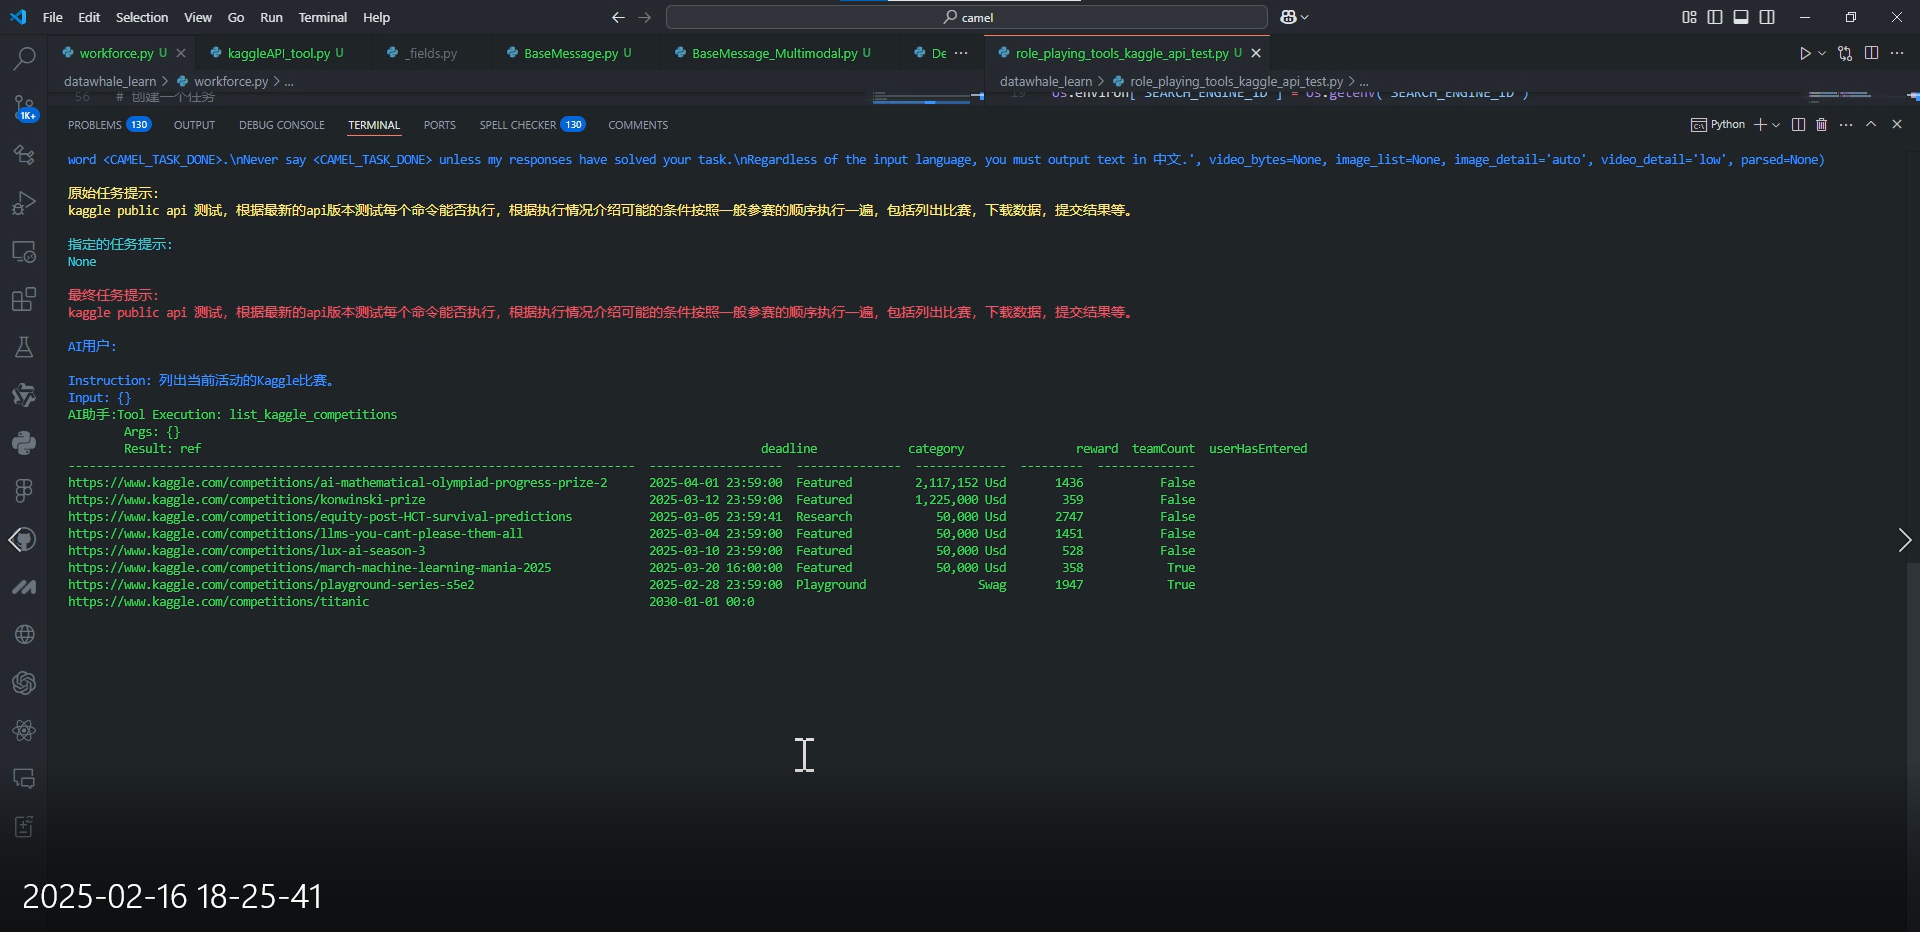 File Edit Selection View Go Run Terminal Help
camel
workforce.py U
kaggleAPI_tool.py U
_fields.py
BaseMessage.py U
BaseMessage_Multimodal.py U
De ...
role_playing_tools_kaggle_api_test.py U
datawhale_learn > workforce.py > ...
datawhale_learn > role_playing_tools_kaggle_api_test.py > ...
56 # 创建一个任务
19 os.environ["SEARCH_ENGINE_ID"] = os.getenv("SEARCH_ENGINE_ID")
1K+
PROBLEMS 130 OUTPUT DEBUG CONSOLE TERMINAL PORTS SPELL CHECKER 130 COMMENTS
Python
word <CAMEL_TASK_DONE>.\nNever say <CAMEL_TASK_DONE> unless my responses have solved your task.\nRegardless of the input language, you must output text in 中文.', video_bytes=None, image_list=None, image_detail='auto', video_detail='low', parsed=None)
原始任务提示:
kaggle public api 测试，根据最新的api版本测试每个命令能否执行，根据执行情况介绍可能的条件按照一般参赛的顺序执行一遍，包括列出比赛，下载数据，提交结果等。
指定的任务提示:
None
最终任务提示:
kaggle public api 测试，根据最新的api版本测试每个命令能否执行，根据执行情况介绍可能的条件按照一般参赛的顺序执行一遍，包括列出比赛，下载数据，提交结果等。
AI用户:
Instruction: 列出当前活动的Kaggle比赛。
Input: {}
AI助手:Tool Execution: list_kaggle_competitions
Args: {}
Result: ref deadline category reward teamCount userHasEntered
--------------------------------------------------------------------------------- ------------------- --------------- ------------- --------- --------------
https://www.kaggle.com/competitions/ai-mathematical-olympiad-progress-prize-2 2025-04-01 23:59:00 Featured 2,117,152 Usd 1436 False
https://www.kaggle.com/competitions/konwinski-prize 2025-03-12 23:59:00 Featured 1,225,000 Usd 359 False
https://www.kaggle.com/competitions/equity-post-HCT-survival-predictions 2025-03-05 23:59:41 Research 50,000 Usd 2747 False
https://www.kaggle.com/competitions/llms-you-cant-please-them-all 2025-03-04 23:59:00 Featured 50,000 Usd 1451 False
https://www.kaggle.com/competitions/lux-ai-season-3 2025-03-10 23:59:00 Featured 50,000 Usd 528 False
https://www.kaggle.com/competitions/march-machine-learning-mania-2025 2025-03-20 16:00:00 Featured 50,000 Usd 358 True
https://www.kaggle.com/competitions/playground-series-s5e2 2025-02-28 23:59:00 Playground Swag 1947 True
https://www.kaggle.com/competitions/titanic 2030-01-01 00:0
2025-02-16 18-25-41